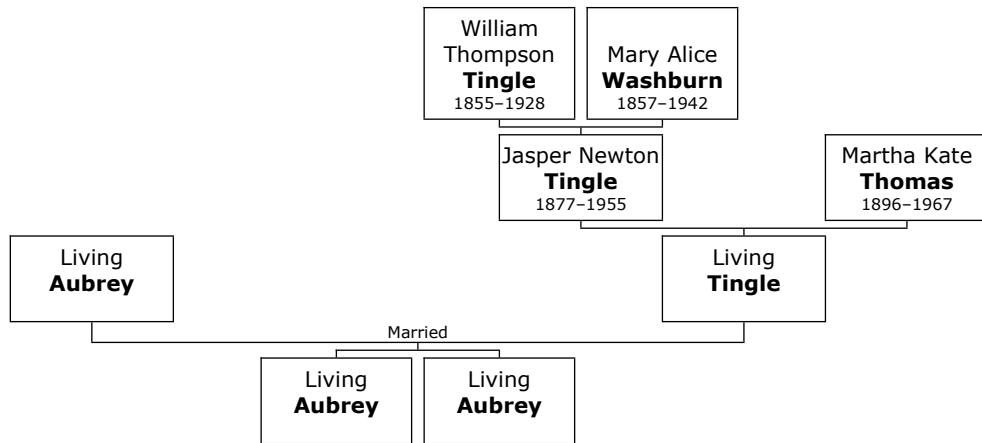 William
Thompson
Tingle
1855–1928
Mary Alice
Washburn
1857–1942
Jasper Newton
Tingle
1877–1955
Martha Kate
Thomas
1896–1967
Living
Aubrey
Living
Tingle
Married
Living
Aubrey
Living
Aubrey